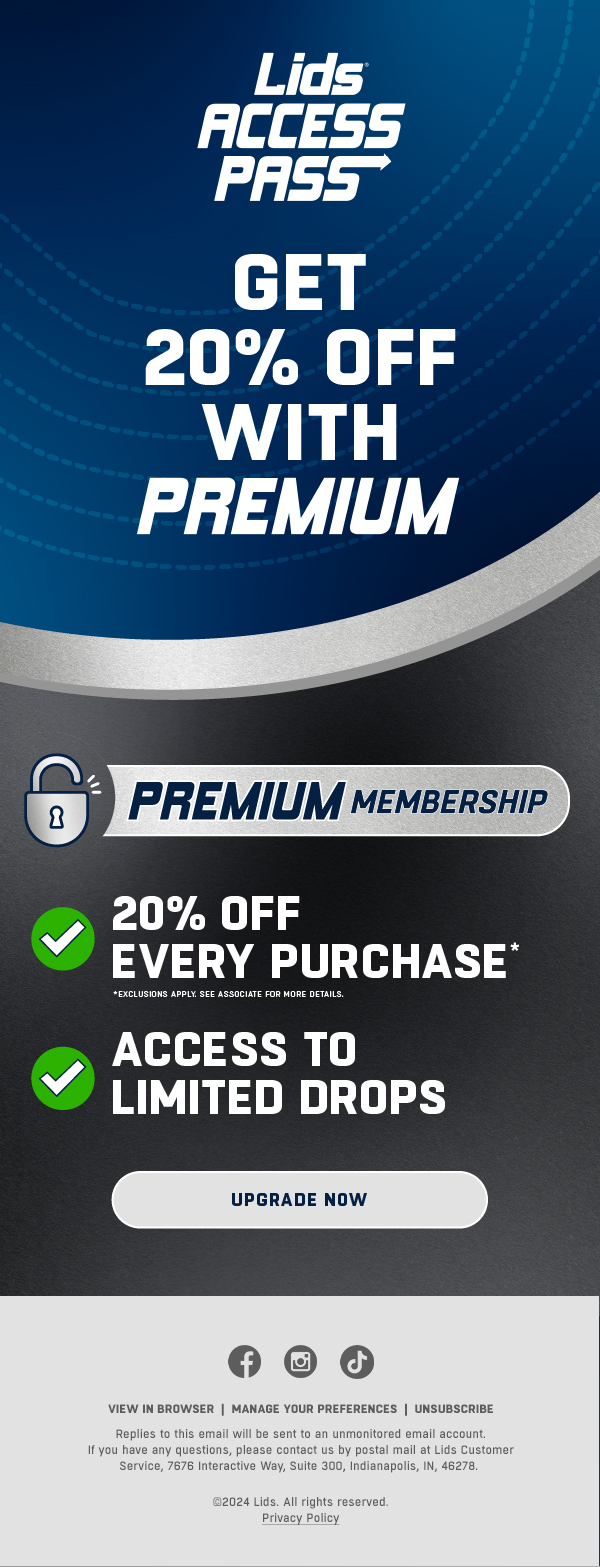 Lids®
ACCESS
PASS
GET
20% OFF
WITH
PREMIUM
PREMIUM MEMBERSHIP
20% OFF
EVERY PURCHASE*
*EXCLUSIONS APPLY. SEE ASSOCIATE FOR MORE DETAILS.
ACCESS TO
LIMITED DROPS
UPGRADE NOW
VIEW IN BROWSER | MANAGE YOUR PREFERENCES | UNSUBSCRIBE
Replies to this email will be sent to an unmonitored email account.
If you have any questions, please contact us by postal mail at Lids Customer
Service, 7676 Interactive Way, Suite 300, Indianapolis, IN, 46278.
©2024 Lids. All rights reserved.
Privacy Policy